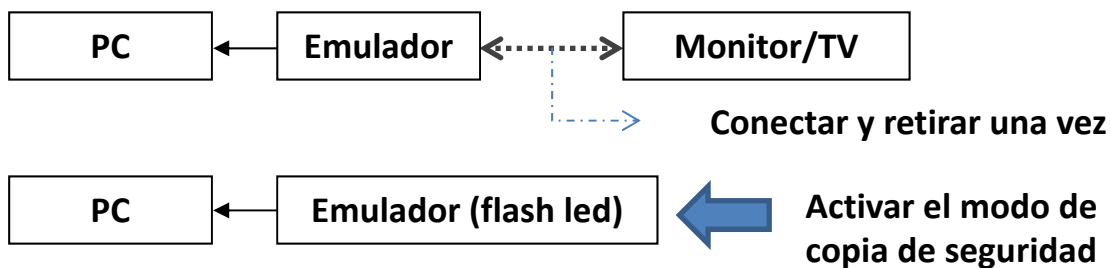 PC
Emulador
Monitor/TV
Conectar y retirar una vez
PC
Emulador (flash led)
Activar el modo de
copia de seguridad